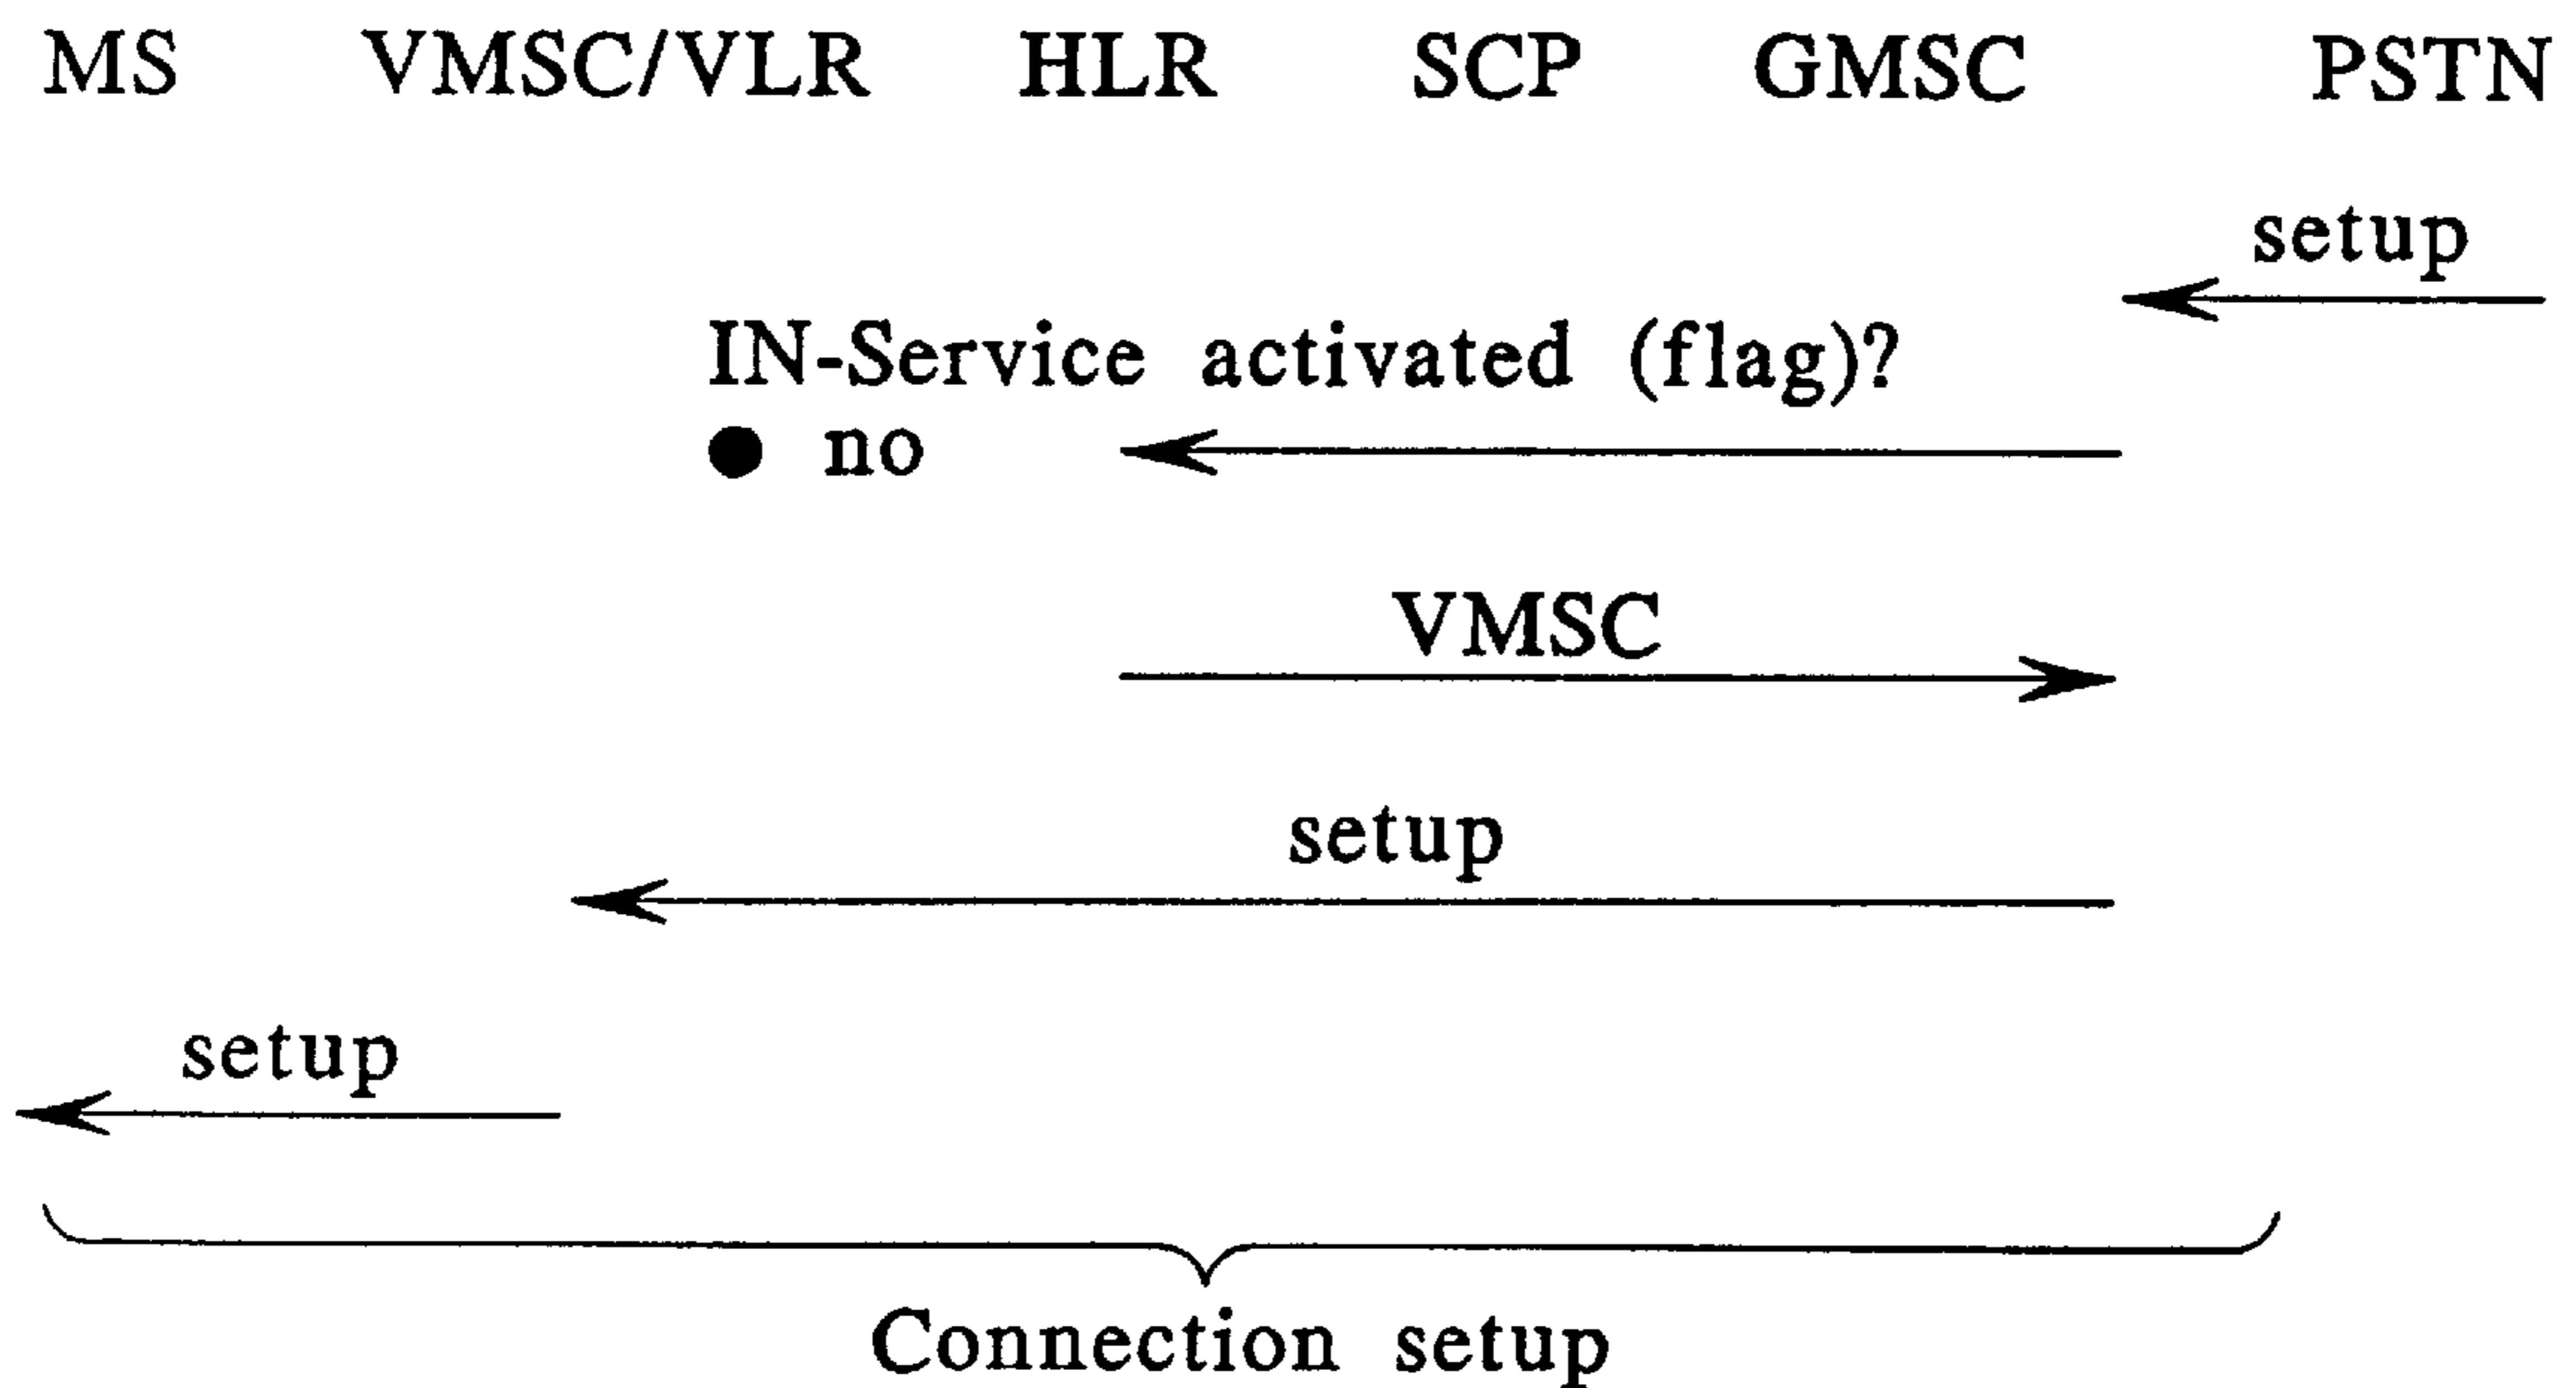 MS VMSC/VLR HLR SCP GMSC PSTN
setup
IN-Service activated (flag)?
● no
VMSC
setup
setup
Connection setup